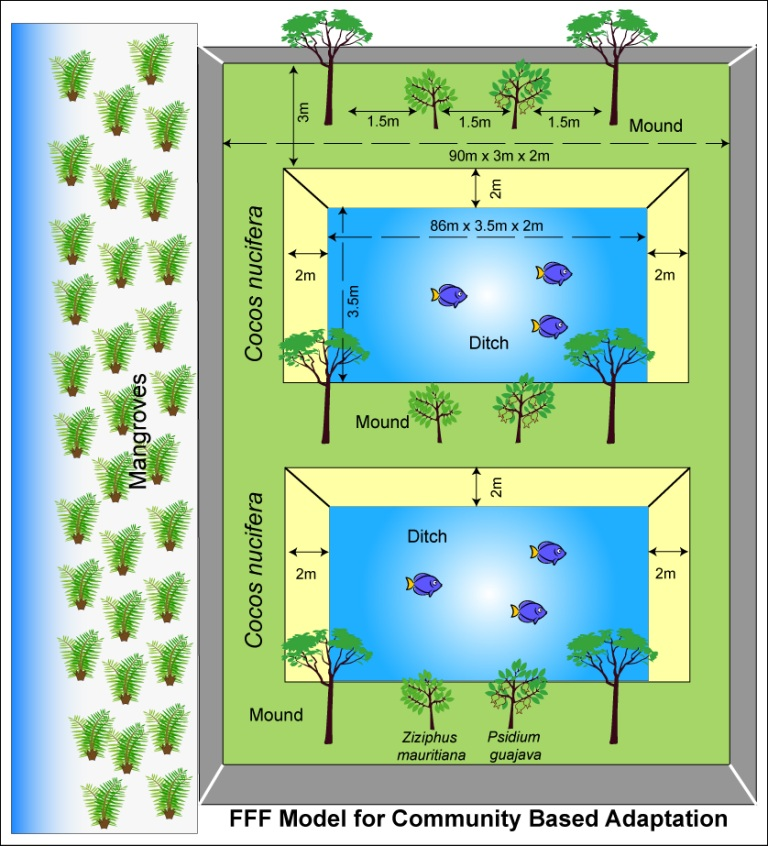 3m
1.5m
1.5m
1.5m
Mound
90m x 3m x 2m
2m
Cocos nucifera
86m x 3.5m x 2m
2m
2m
3.5m
Ditch
Mound
Mangroves
2m
Cocos nucifera
Ditch
2m
2m
Mound
Ziziphus
mauritiana
Psidium
guajava
FFF Model for Community Based Adaptation